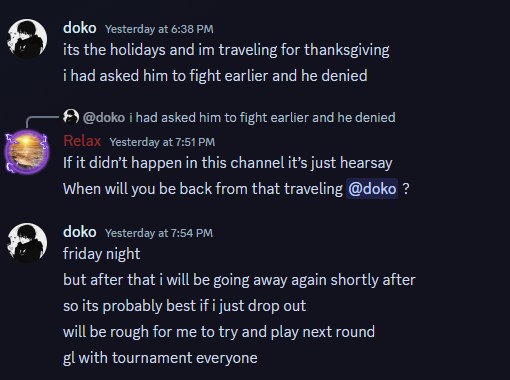 doko Yesterday at 6:38 PM
its the holidays and im traveling for thanksgiving
i had asked him to fight earlier and he denied
@doko i had asked him to fight earlier and he denied
Relax Yesterday at 7:51 PM
If it didn't happen in this channel it's just hearsay
When will you be back from that traveling @doko ?
doko Yesterday at 7:54 PM
friday night
but after that i will be going away again shortly after
so its probably best if i just drop out
will be rough for me to try and play next round
gl with tournament everyone